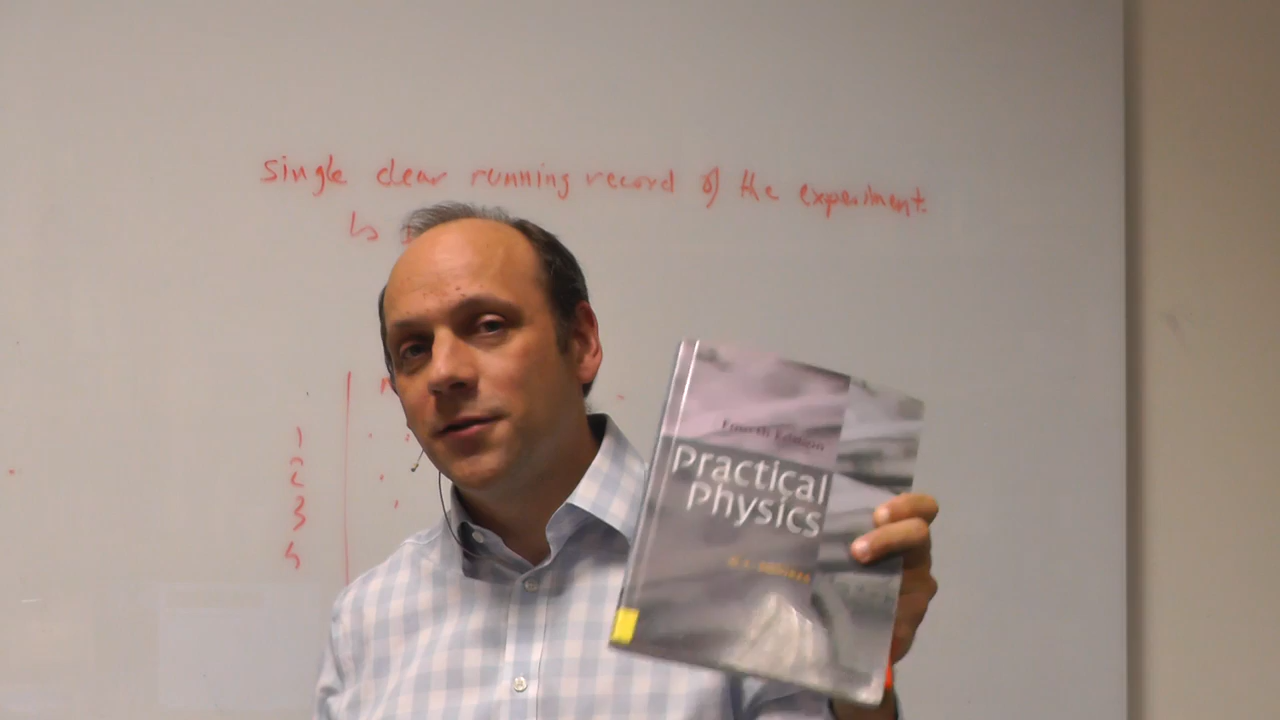 single clear running record of the experiment.
1
2
3
4
Fourth Edition
Practical
Physics